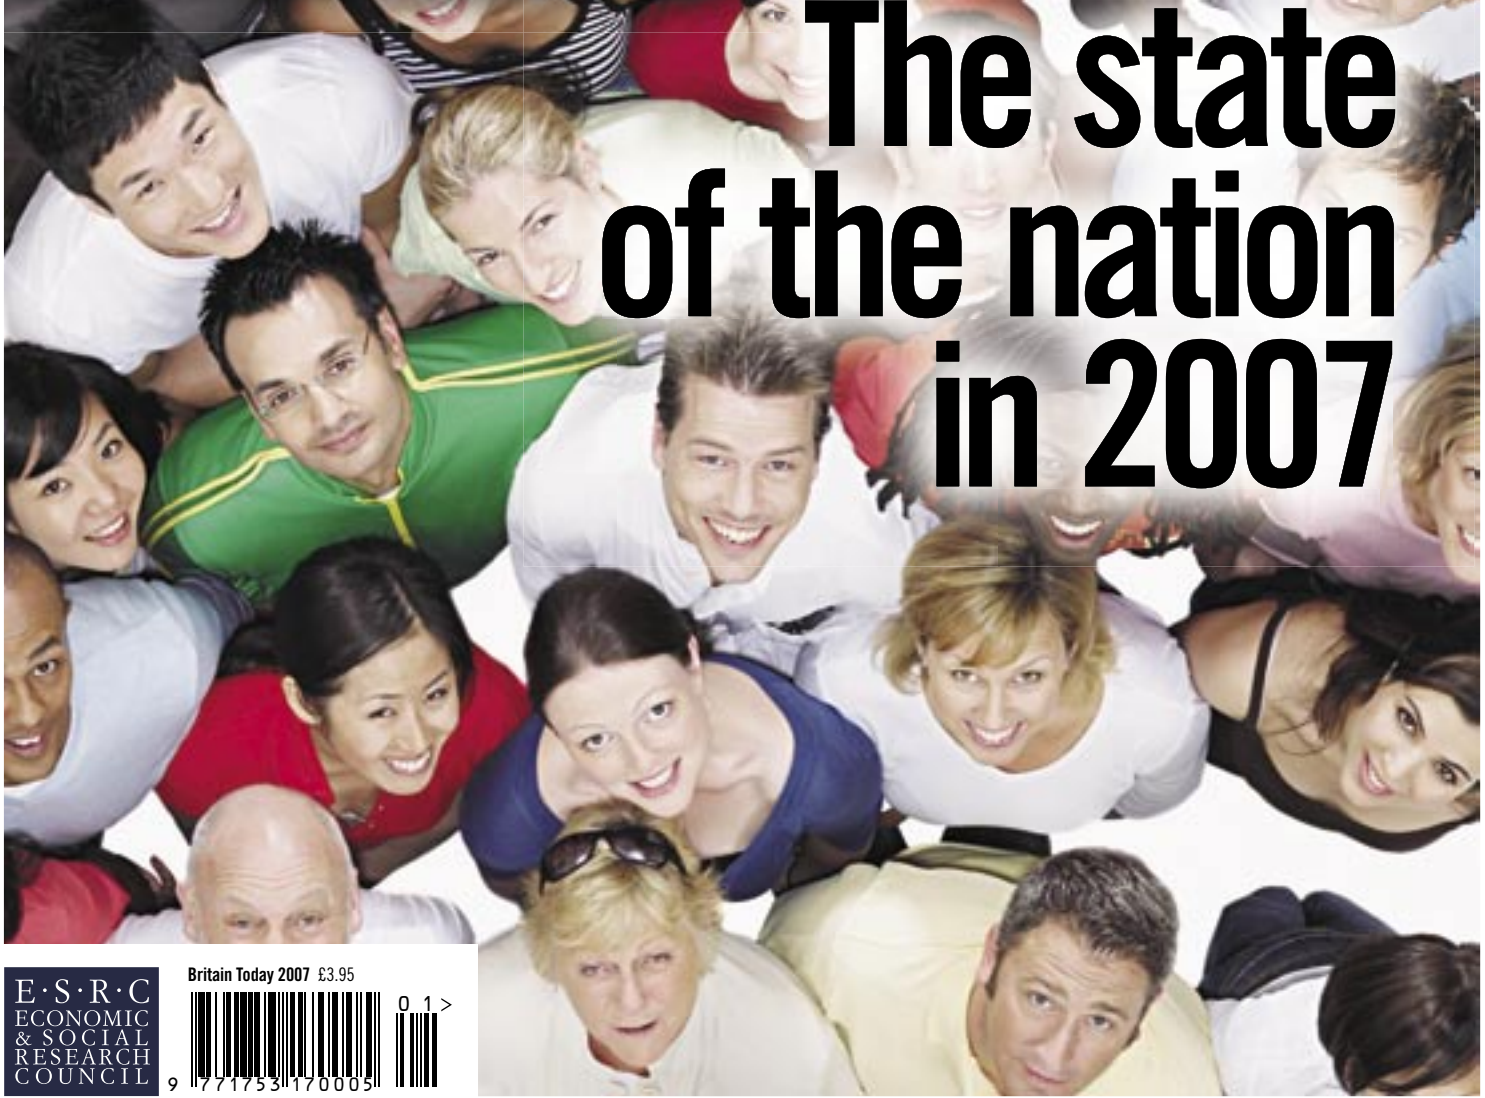 The state
of the nation
in 2007
Britain Today 2007 £3.95
E·S·R·C
ECONOMIC
& SOCIAL
RESEARCH
COUNCIL
0 1 >
9 771753 170005